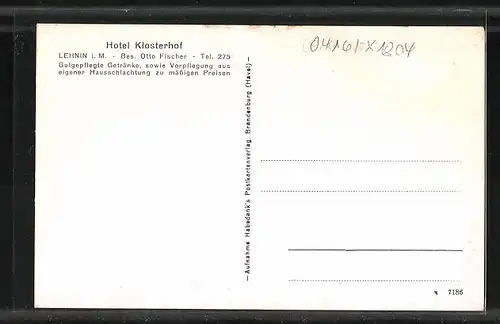 Hotel Klosterhof
LEHNIN i. M. - Bes. Otto Fischer - Tel. 275
Gutgepflegte Getränke, sowie Verpflegung aus
eigener Hausschlachtung zu mäßigen Preisen
—Aufnahme Habedank's Postkartenverlag, Brandenburg (Havel)—
7186